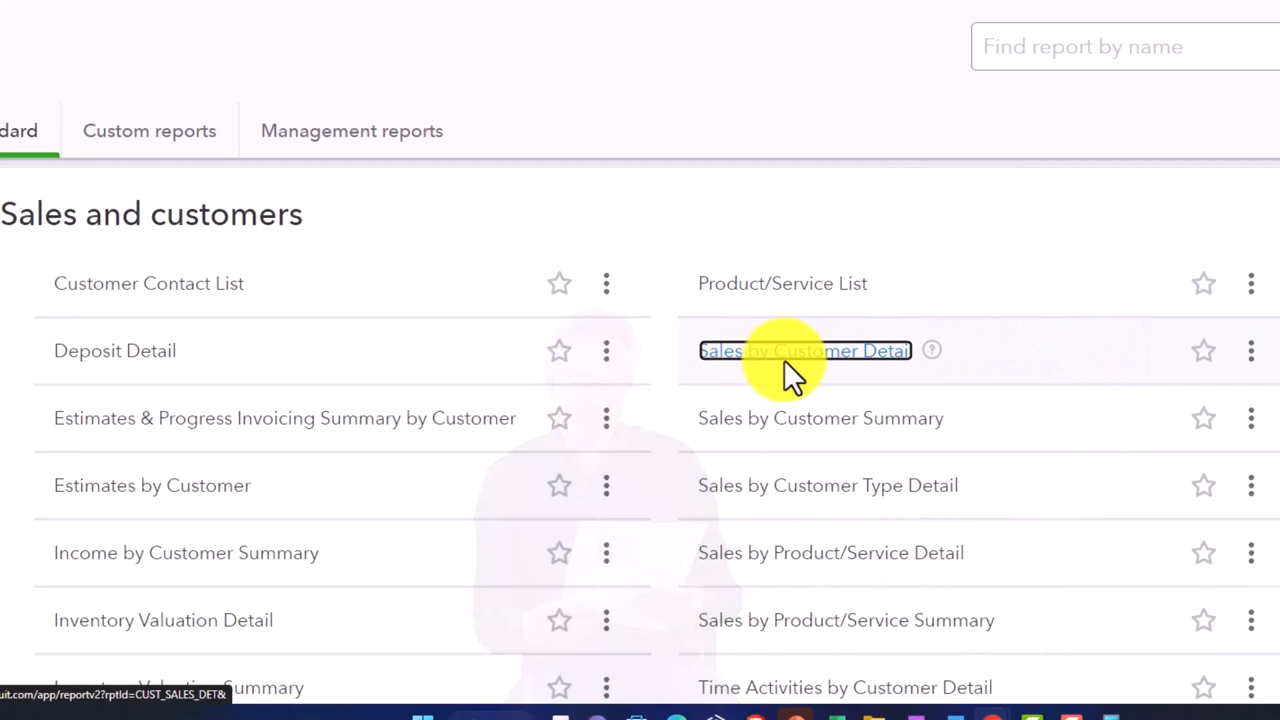 Find report by name
dard
Custom reports
Management reports
Sales and customers
Customer Contact List
Product/Service List
Deposit Detail
Sales by Customer Detail
Estimates & Progress Invoicing Summary by Customer
Sales by Customer Summary
Estimates by Customer
Sales by Customer Type Detail
Income by Customer Summary
Sales by Product/Service Detail
Inventory Valuation Detail
Sales by Product/Service Summary
Summary
Time Activities by Customer Detail
uit.com/app/reportv2?rptId=CUST_SALES_DET&